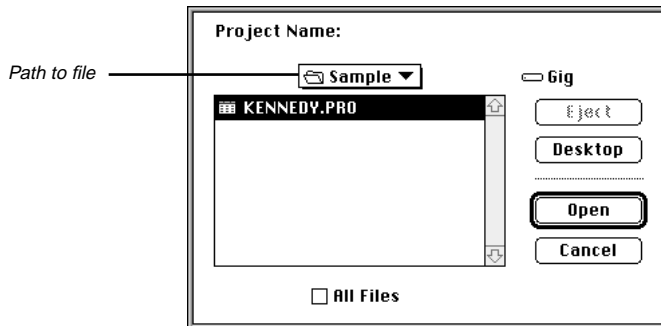 Project Name:
Path to file
Sample
Gig
KENNEDY.PRO
Eject
Desktop
Open
Cancel
All Files